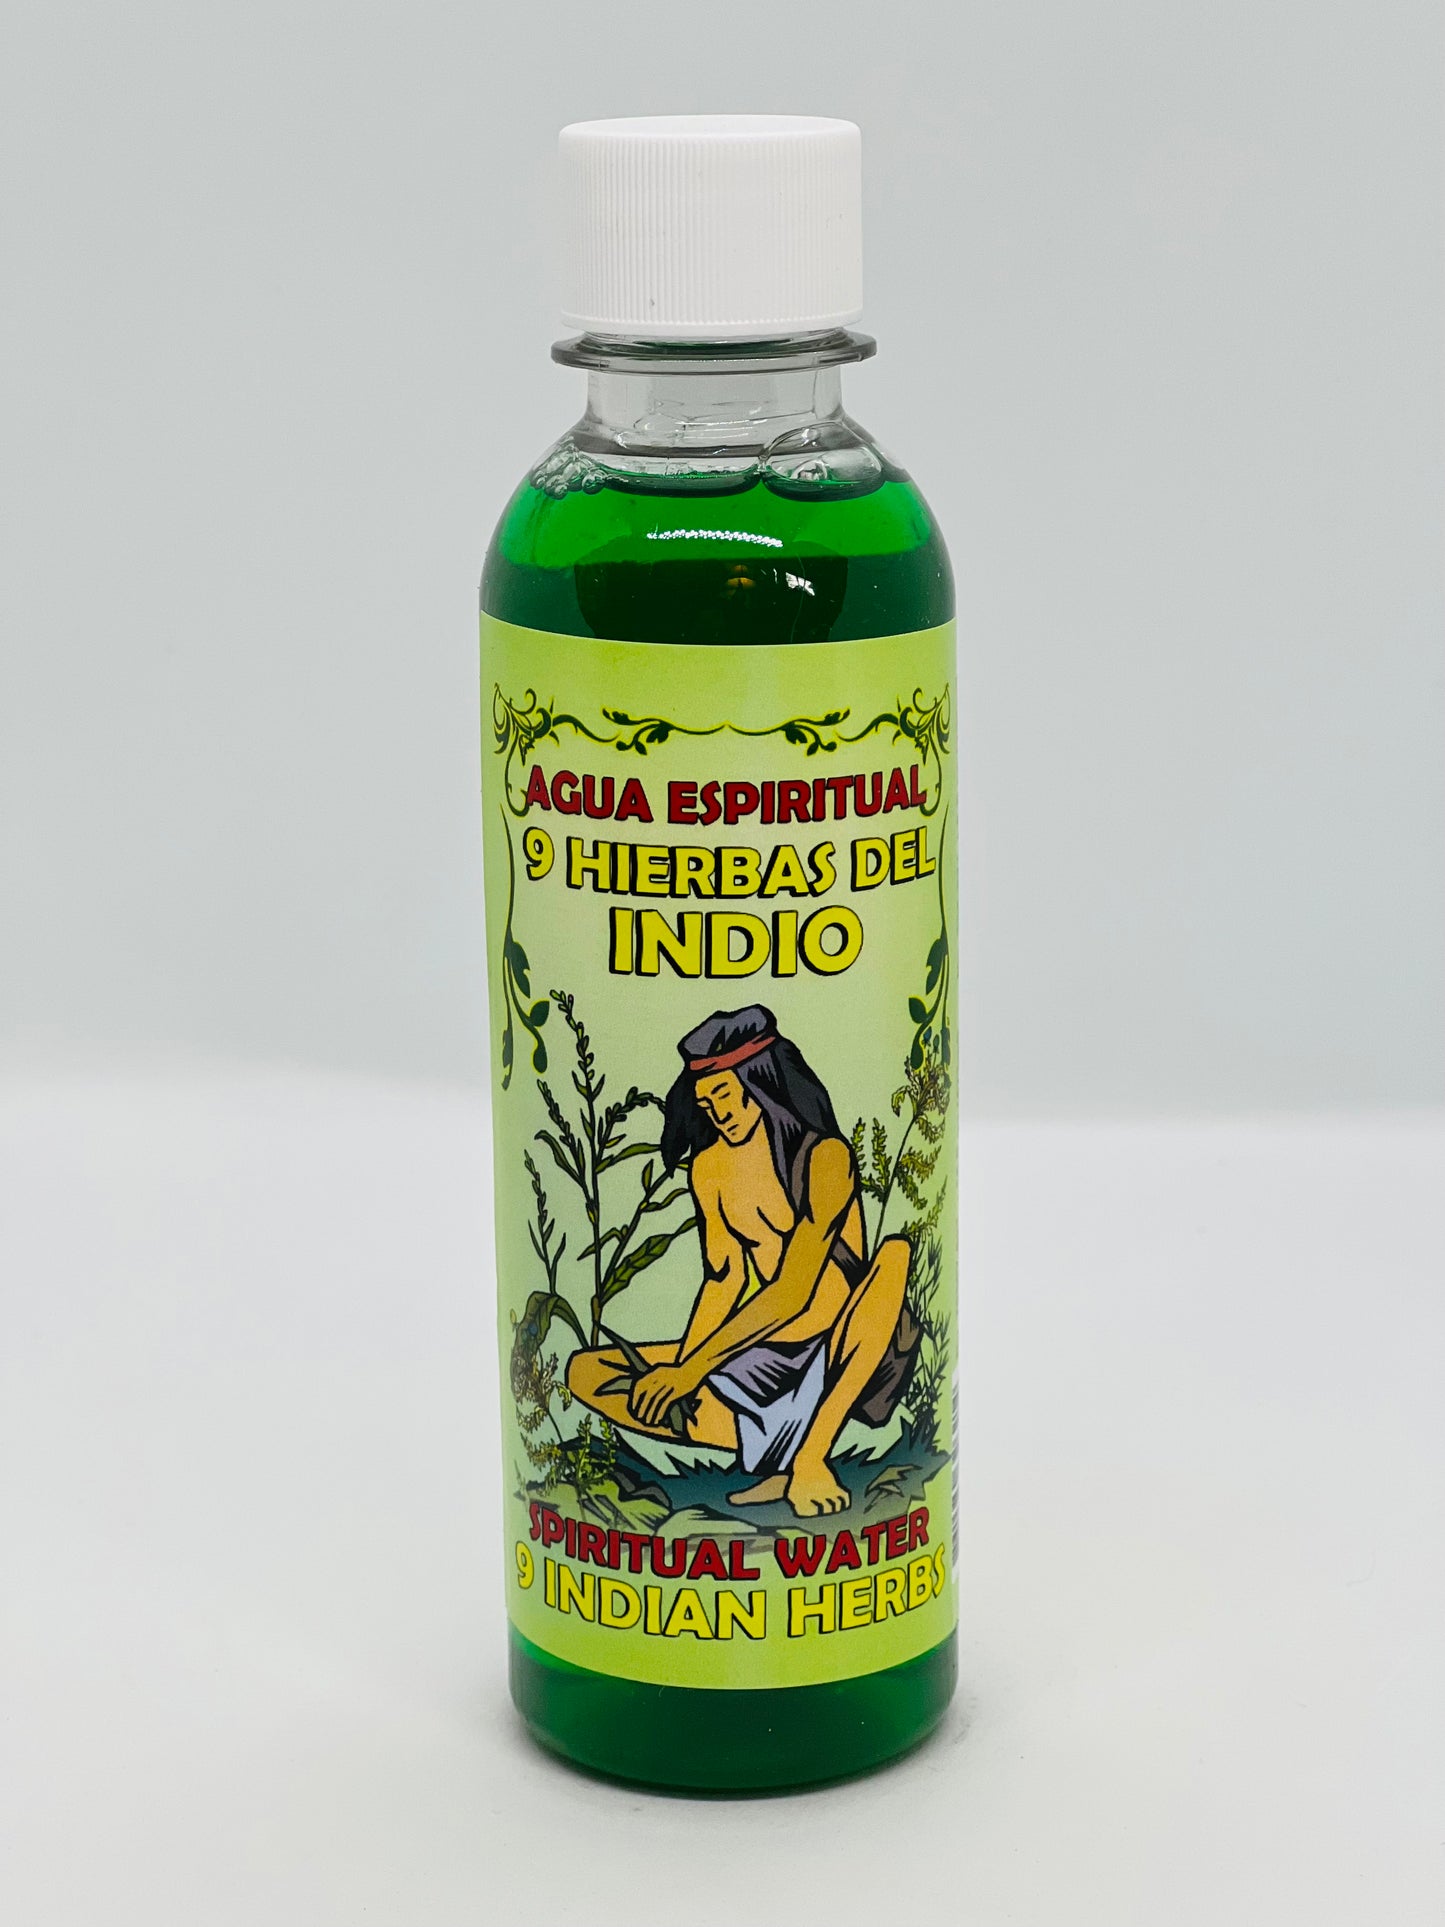 AGUA ESPIRITUAL
9 HIERBAS DEL
INDIO
SPIRITUAL WATER
9 INDIAN HERBS